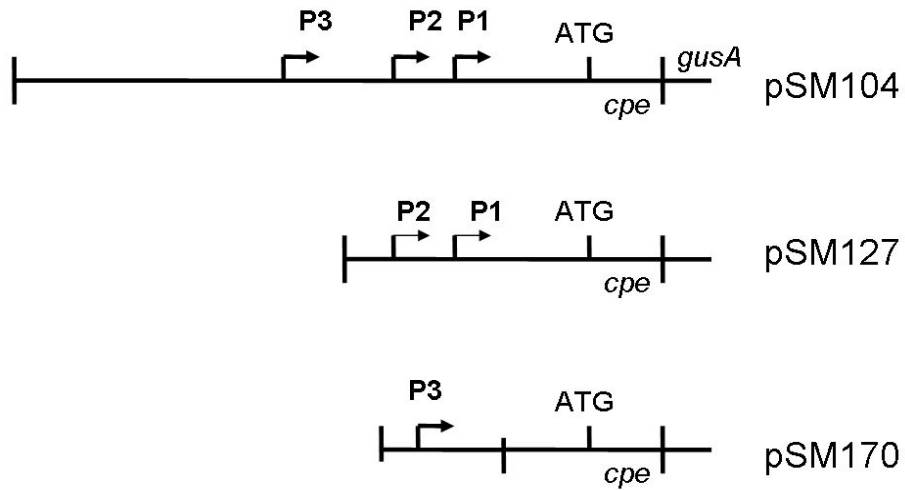 P3 P2 P1 ATG gusA
cpe pSM104
P2 P1 ATG
cpe pSM127
P3 ATG
cpe pSM170